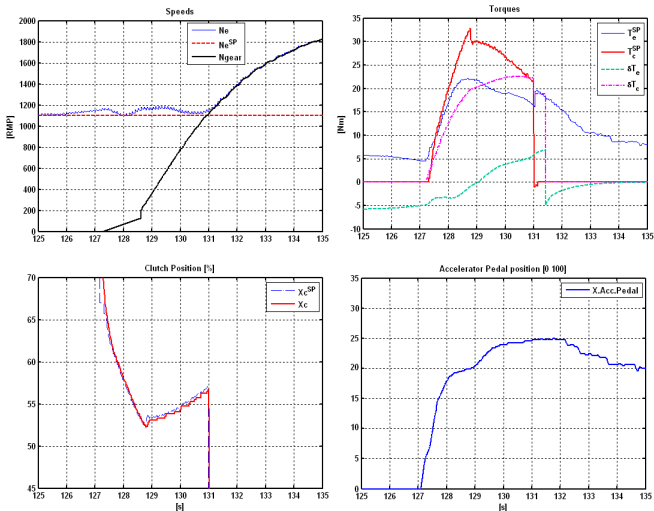 Speeds
Ne
Ne^SP
Ngear
[RMP]
2000
1800
1600
1400
1200
1000
800
600
400
200
0
125 126 127 128 129 130 131 132 133 134 135
Torques
T_e^SP
T_c^SP
δT_e
δT_c
[Nm]
35
30
25
20
15
10
5
0
-5
-10
125 126 127 128 129 130 131 132 133 134 135
Clutch Position [%]
Xc^SP
Xc
70
65
60
55
50
45
125 126 127 128 129 130 131 132 133 134 135
[s]
Accelerator Pedal position [0 100]
X.Acc.Pedal
35
30
25
20
15
10
5
0
125 126 127 128 129 130 131 132 133 134 135
[s]